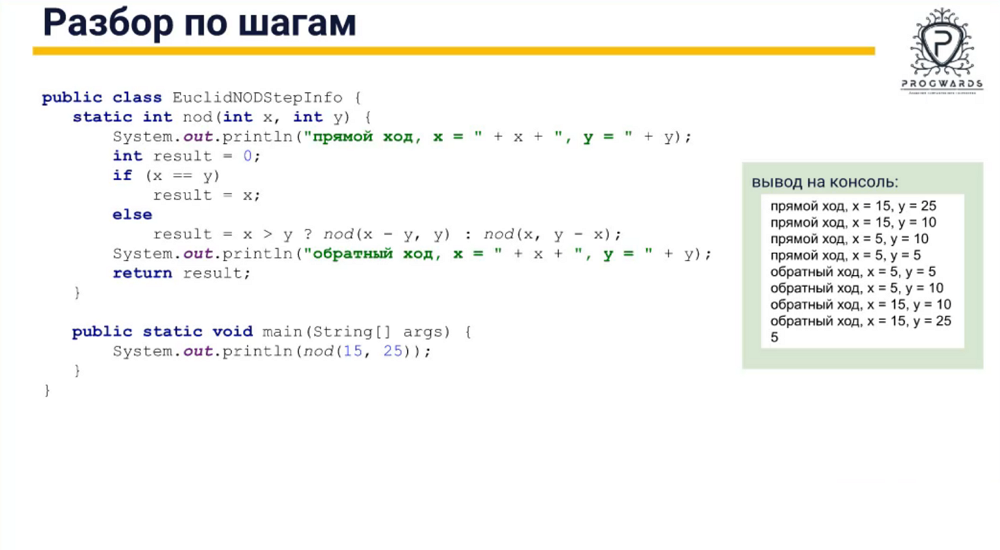 Разбор по шагам
PROGWARDS
public class EuclidNODStepInfo {
static int nod(int x, int y) {
System.out.println("прямой ход, x = " + x + ", y = " + y);
int result = 0;
if (x == y)
result = x;
else
result = x > y ? nod(x - y, y) : nod(x, y - x);
System.out.println("обратный ход, x = " + x + ", y = " + y);
return result;
}
public static void main(String[] args) {
System.out.println(nod(15, 25));
}
}
вывод на консоль:
прямой ход, x = 15, y = 25
прямой ход, x = 15, y = 10
прямой ход, x = 5, y = 10
прямой ход, x = 5, y = 5
обратный ход, x = 5, y = 5
обратный ход, x = 5, y = 10
обратный ход, x = 15, y = 10
обратный ход, x = 15, y = 25
5